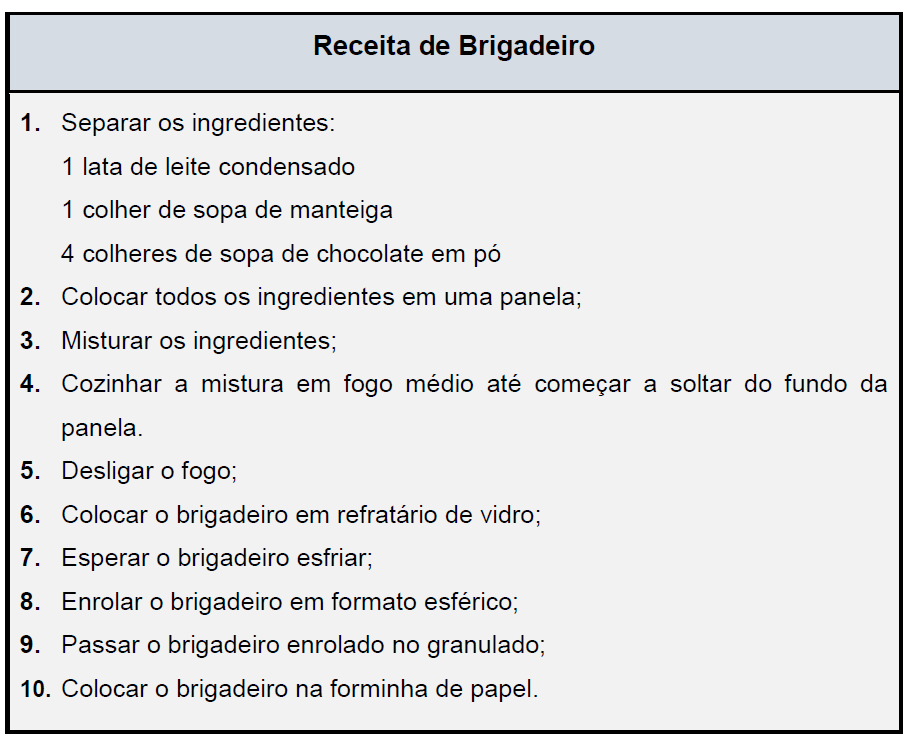 Receita de Brigadeiro
1. Separar os ingredientes:
1 lata de leite condensado
1 colher de sopa de manteiga
4 colheres de sopa de chocolate em pó
2. Colocar todos os ingredientes em uma panela;
3. Misturar os ingredientes;
4. Cozinhar a mistura em fogo médio até começar a soltar do fundo da
panela.
5. Desligar o fogo;
6. Colocar o brigadeiro em refratário de vidro;
7. Esperar o brigadeiro esfriar;
8. Enrolar o brigadeiro em formato esférico;
9. Passar o brigadeiro enrolado no granulado;
10. Colocar o brigadeiro na forminha de papel.